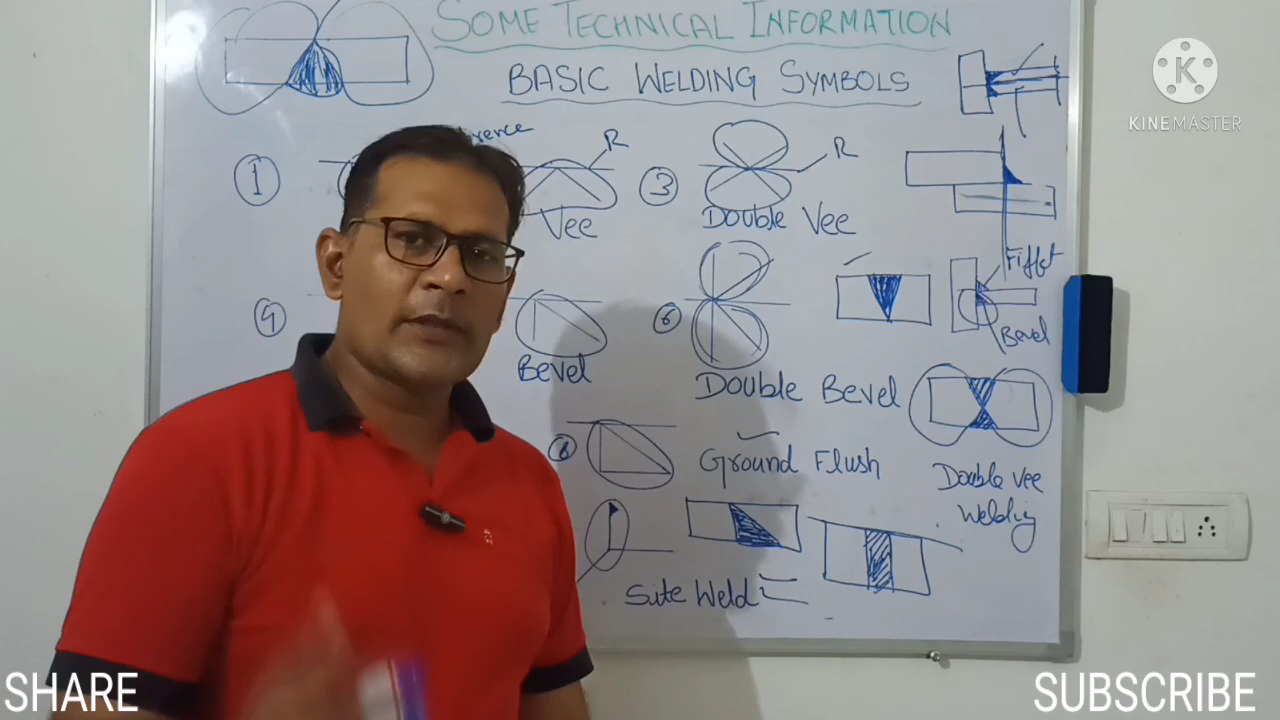 SOME TECHNICAL INFORMATION
BASIC WELDING SYMBOLS
K
KINEMASTER
1
R
Vee
3
R
Double Vee
Fillet
Bevel
4
Bevel
6
Double Bevel
8
Ground Flush
Double Vee
Welding
Site Weld
SHARE
SUBSCRIBE